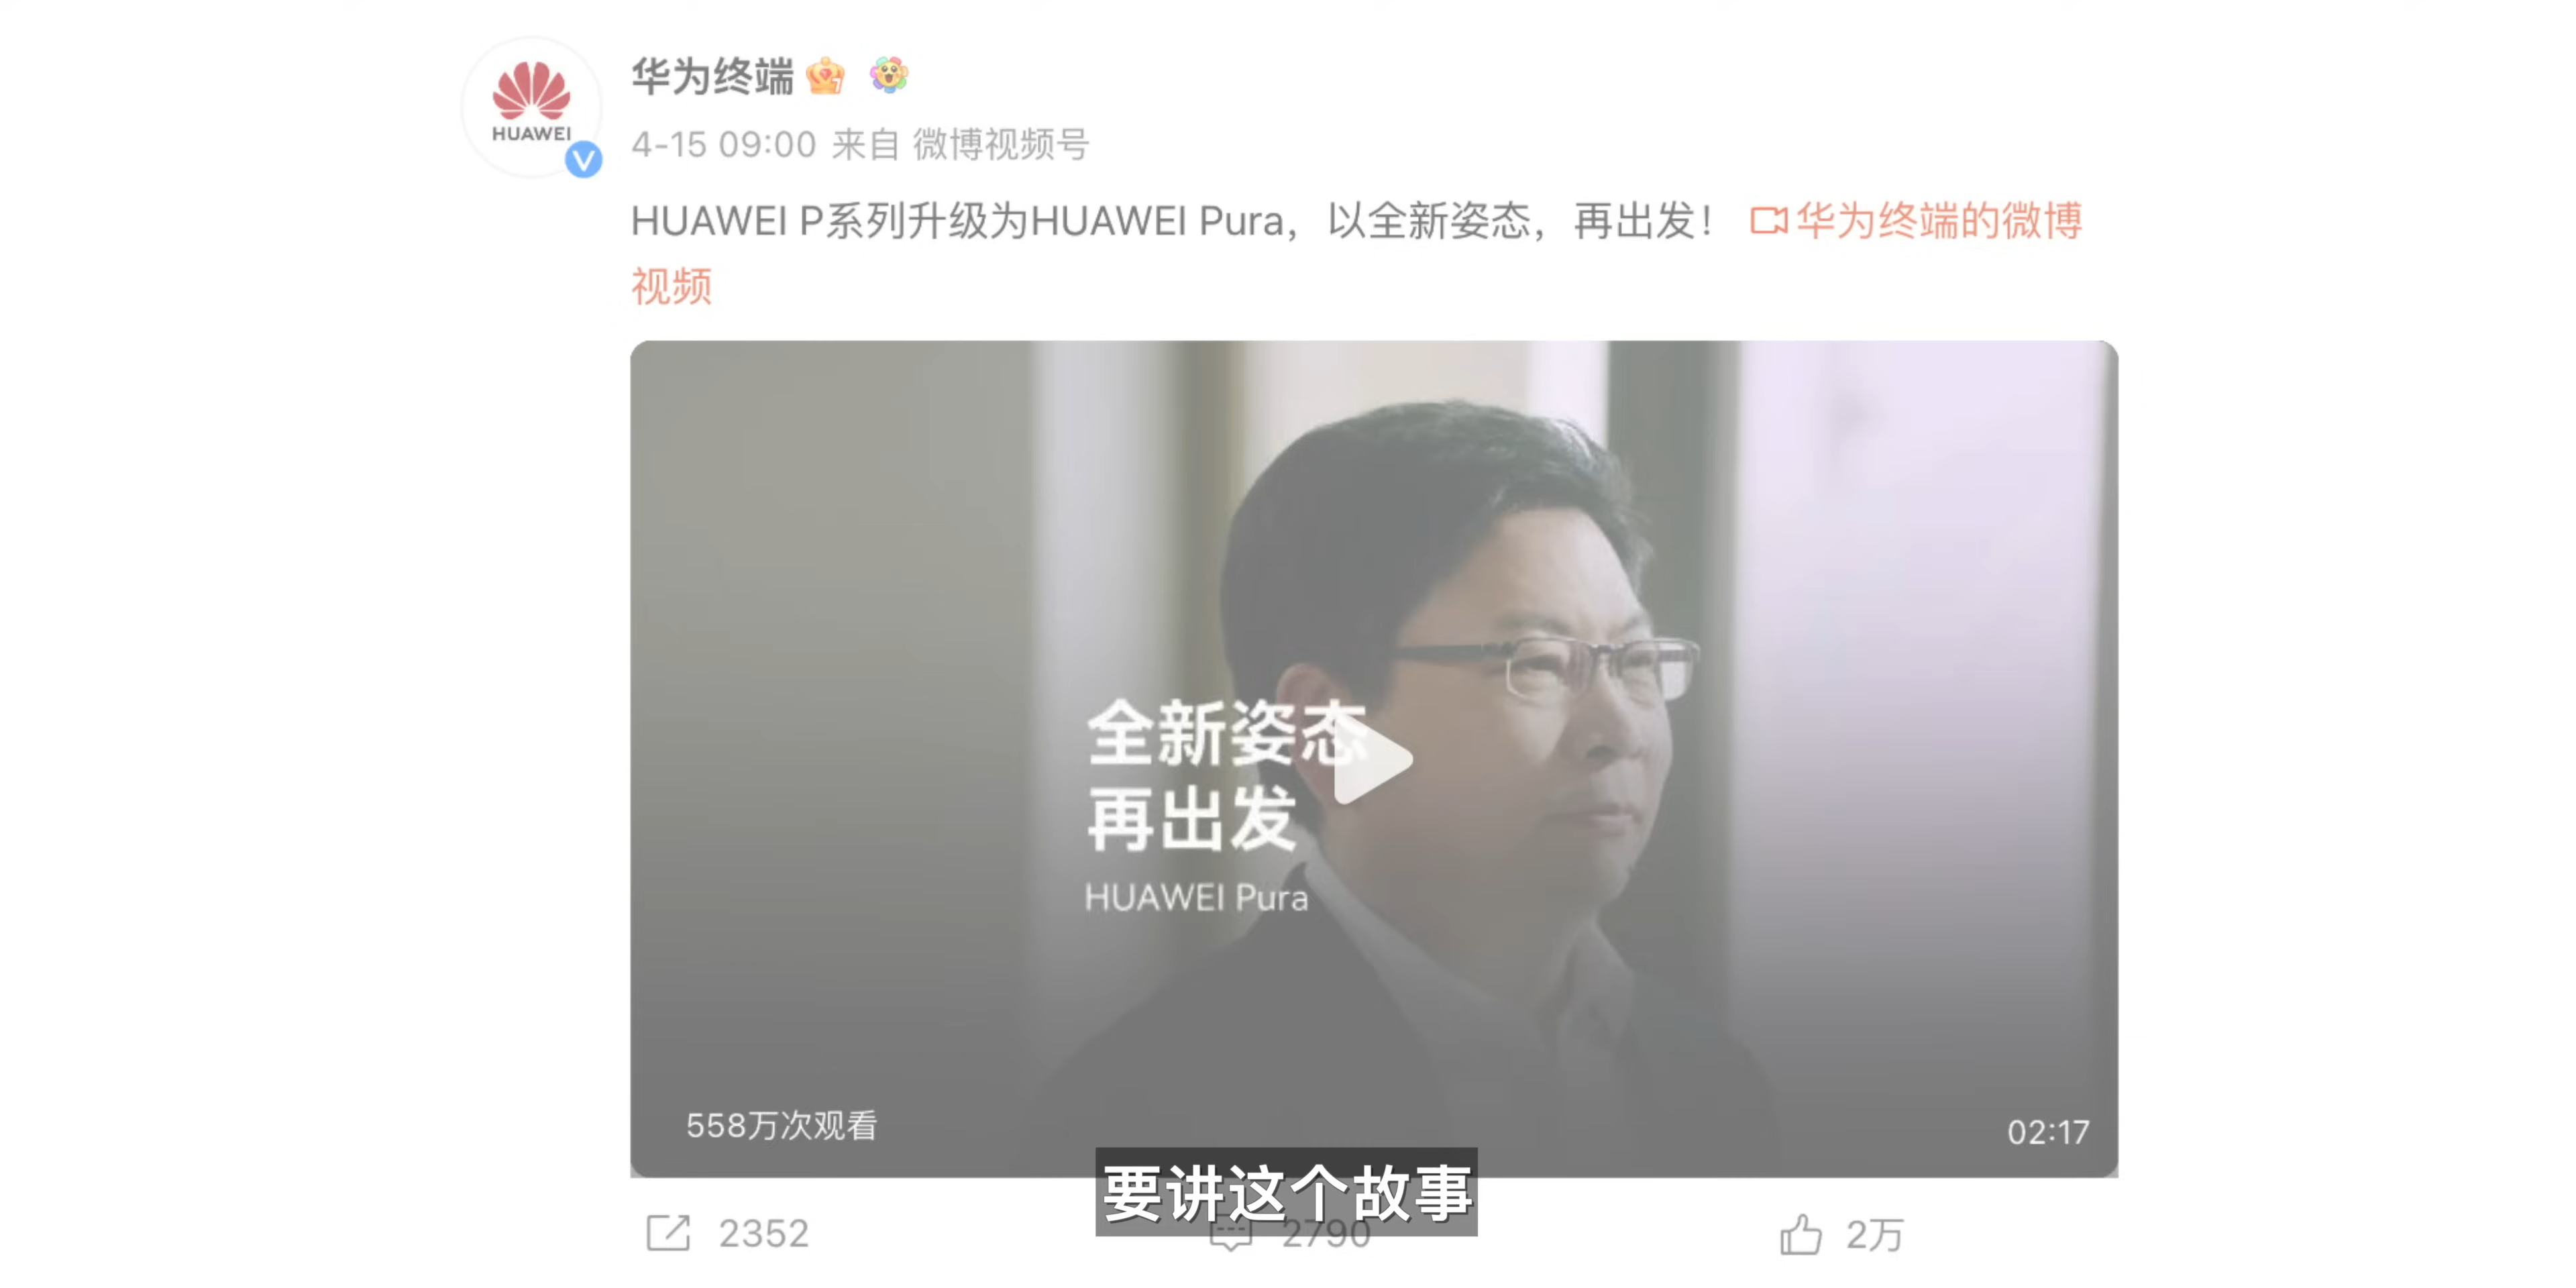 华为终端
HUAWEI
4-15 09:00 来自 微博视频号
HUAWEI P系列升级为HUAWEI Pura，以全新姿态，再出发！ 华为终端的微博
视频
全新姿态
再出发
HUAWEI Pura
558万次观看
02:17
要讲这个故事
2352
2790
2万